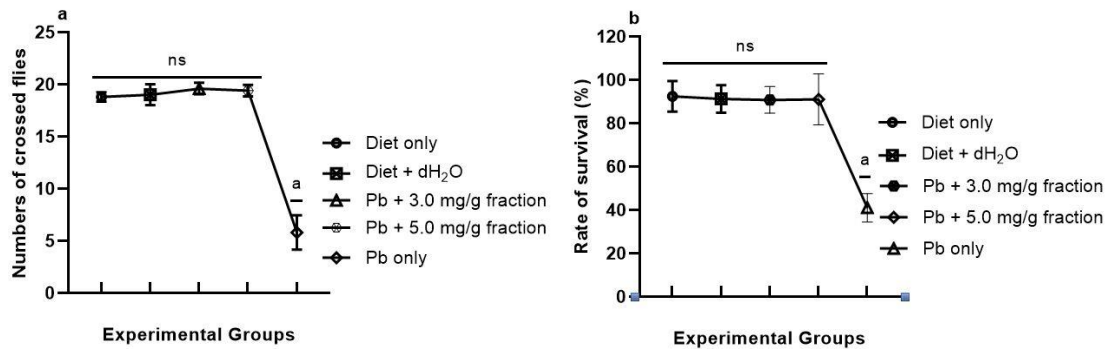 a
25
20
15
10
5
0
Numbers of crossed flies
ns
a
Experimental Groups
Diet only
Diet + dH₂O
Pb + 3.0 mg/g fraction
Pb + 5.0 mg/g fraction
Pb only
b
120
100
80
60
40
20
0
Rate of survival (%)
ns
a
Experimental Groups
Diet only
Diet + dH₂O
Pb + 3.0 mg/g fraction
Pb + 5.0 mg/g fraction
Pb only